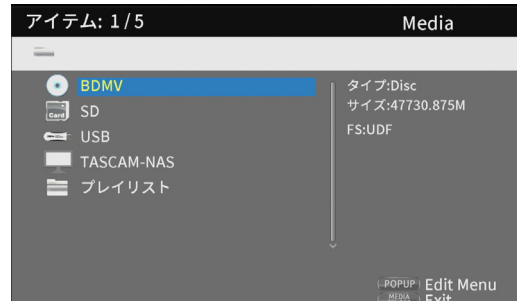 アイテム: 1/5
Media
BDMV
タイプ:Disc
Card
SD
サイズ:47730.875M
USB
FS:UDF
TASCAM-NAS
プレイリスト
POPUP Edit Menu
MEDIA Exit